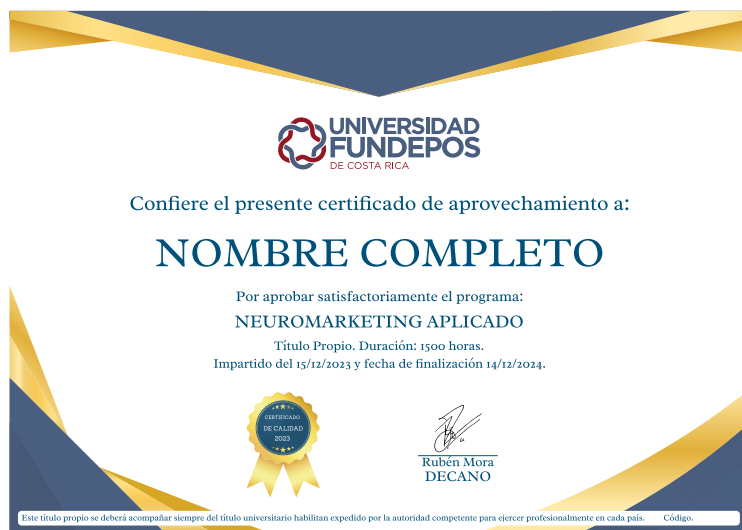 UNIVERSIDAD
FUNDEPOS
DE COSTA RICA
Confiere el presente certificado de aprovechamiento a:
NOMBRE COMPLETO
Por aprobar satisfactoriamente el programa:
NEUROMARKETING APLICADO
Título Propio. Duración: 1500 horas.
Impartido del 15/12/2023 y fecha de finalización 14/12/2024.
CERTIFICADO
DE CALIDAD
2023
Rubén Mora
DECANO
Este título propio se deberá acompañar siempre del título universitario habilitan expedido por la autoridad competente para ejercer profesionalmente en cada país. Código.